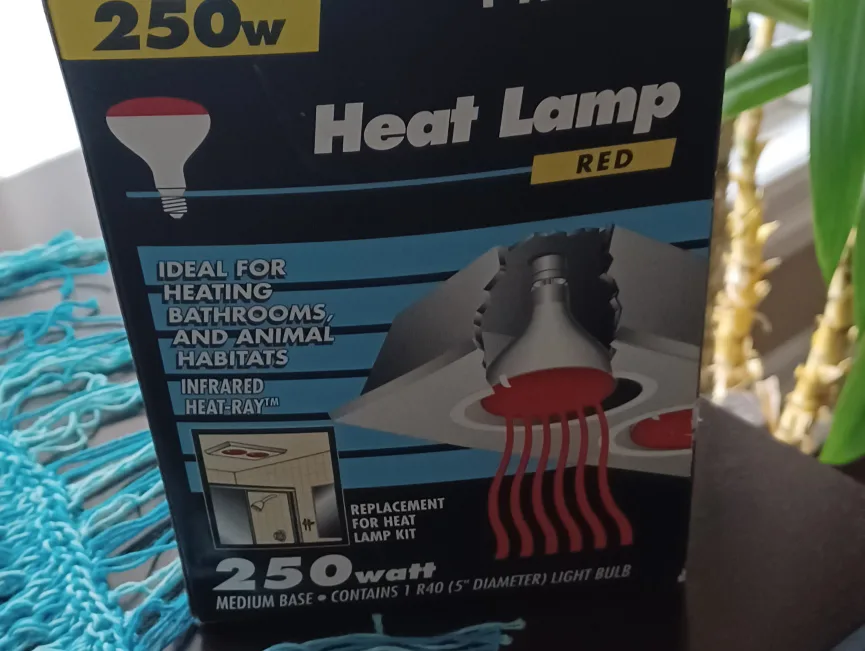 250W
Heat Lamp
RED
IDEAL FOR
HEATING
BATHROOMS,
AND ANIMAL
HABITATS
INFRARED
HEAT-RAY™
REPLACEMENT
FOR HEAT
LAMP KIT
250watt
MEDIUM BASE • CONTAINS 1 R40 (5" DIAMETER) LIGHT BULB